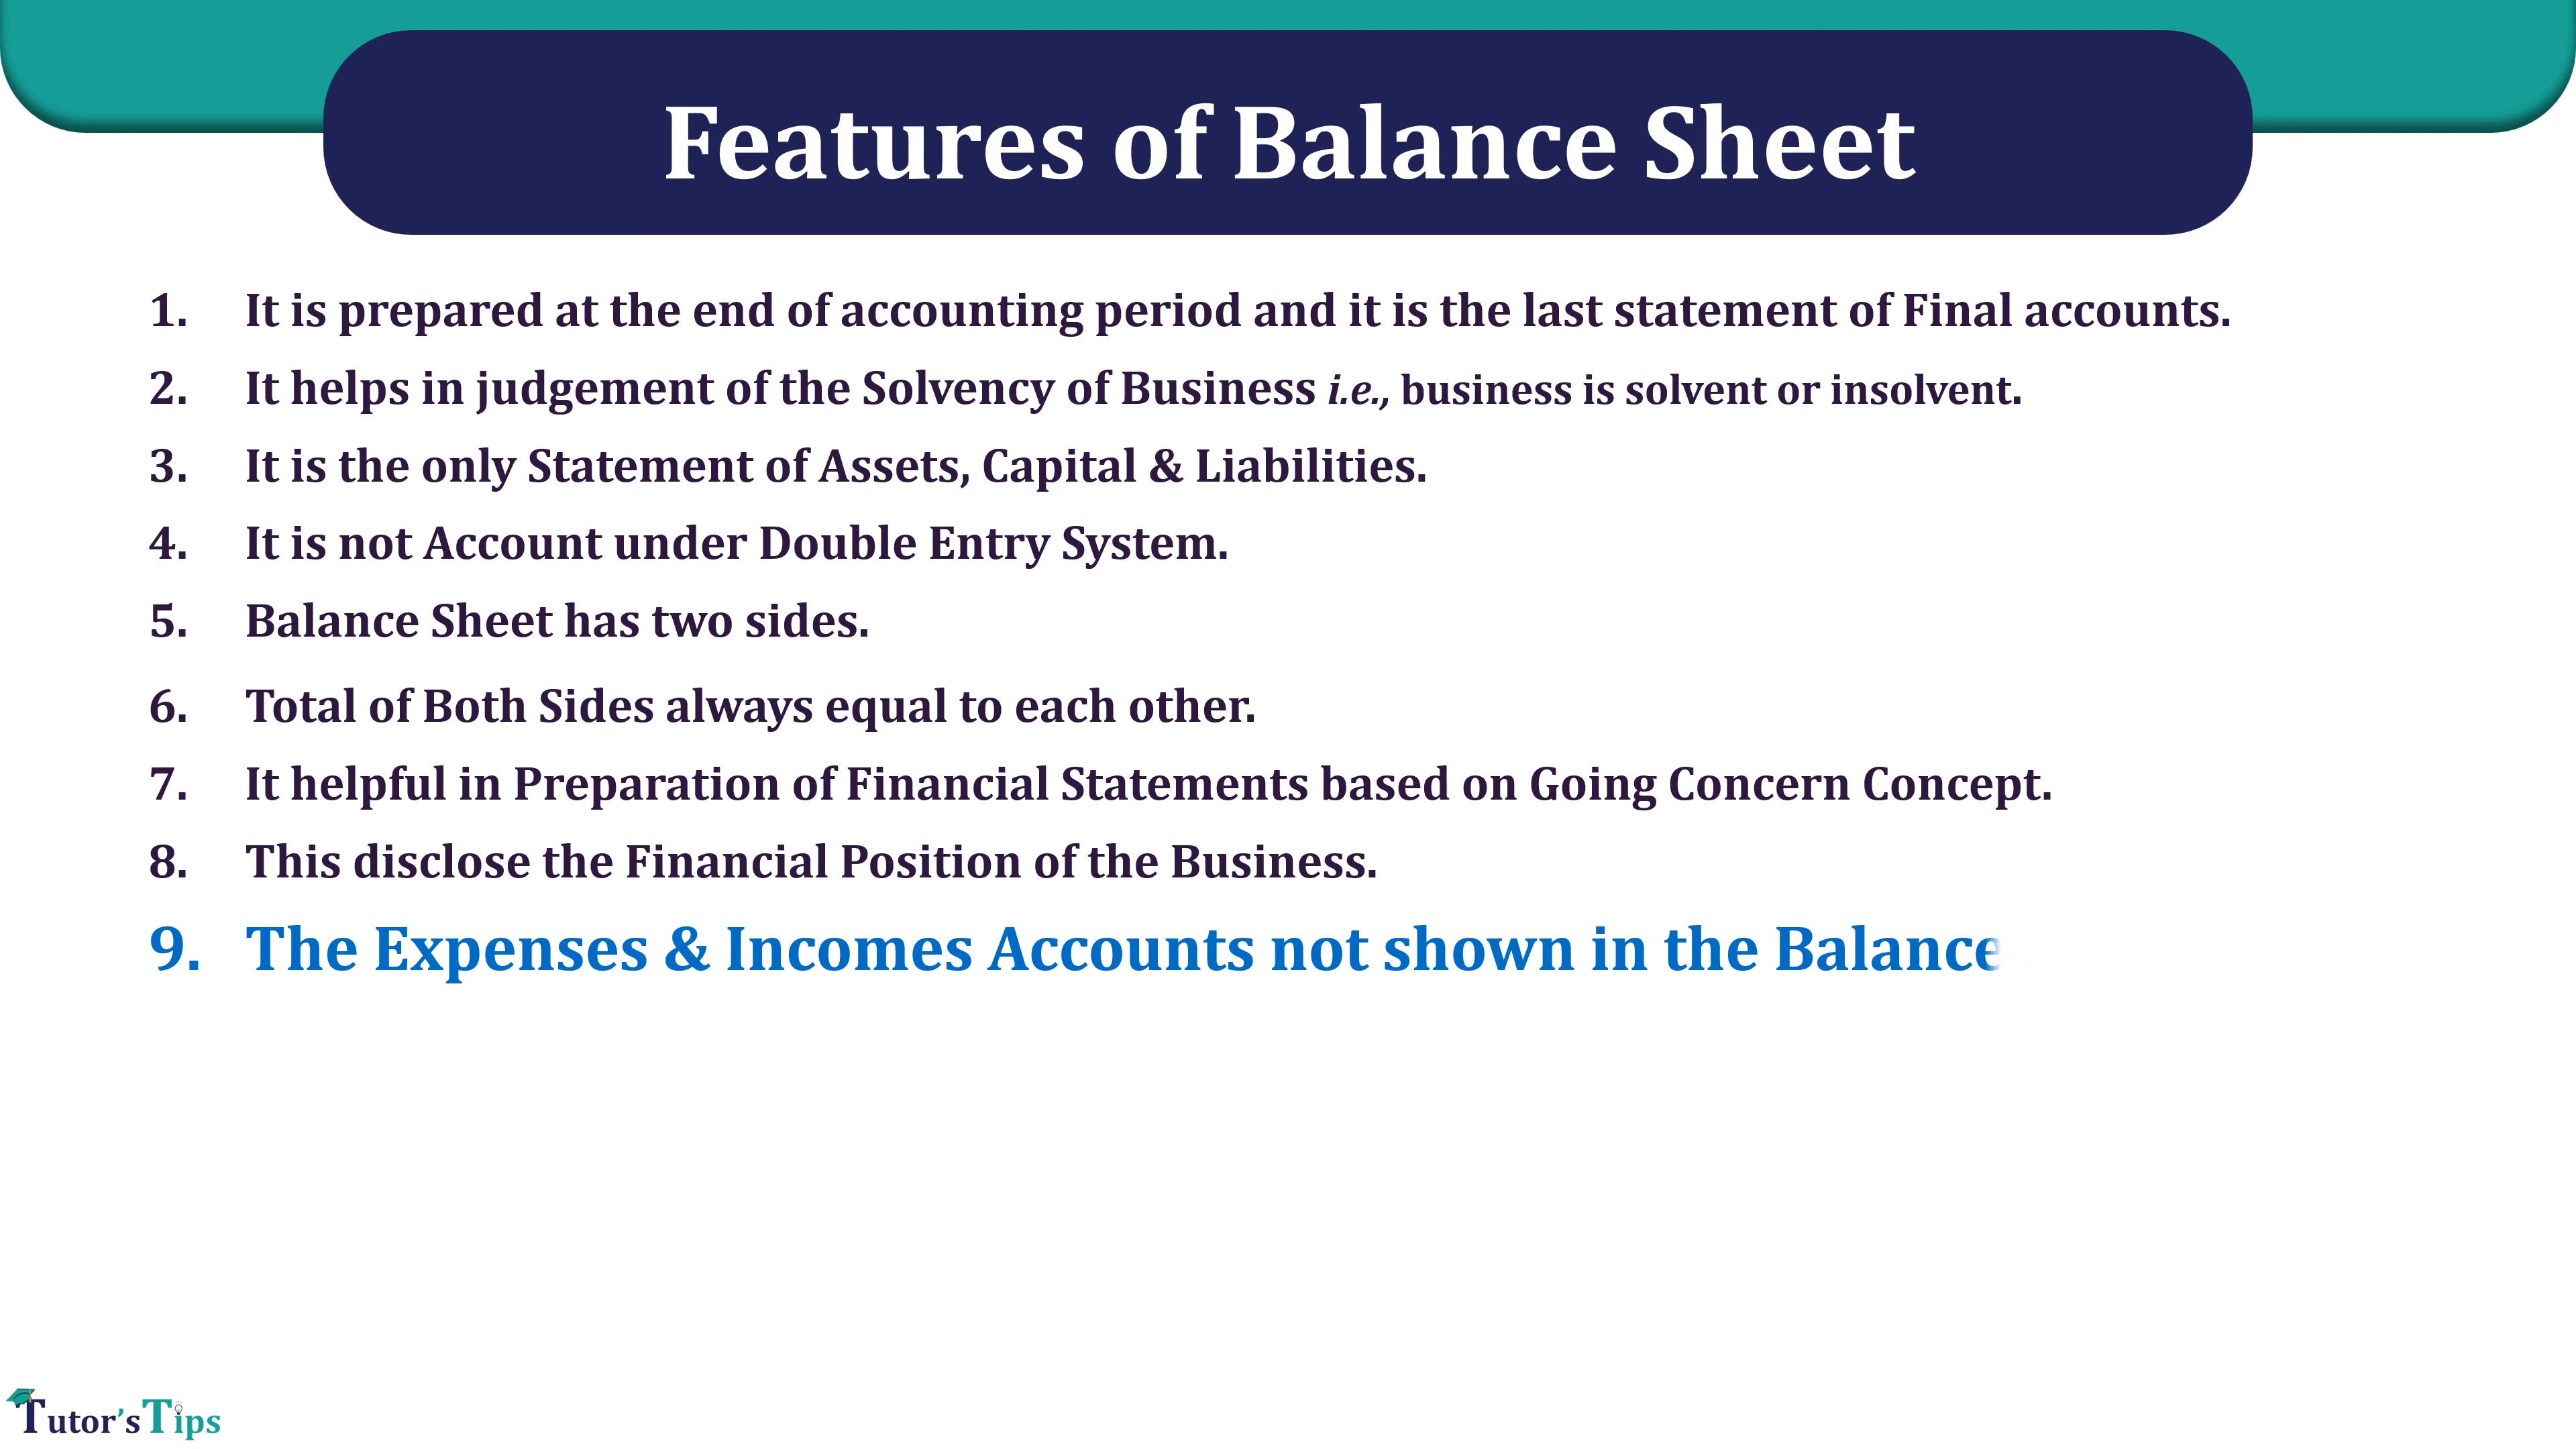 Features of Balance Sheet
1. It is prepared at the end of accounting period and it is the last statement of Final accounts.
2. It helps in judgement of the Solvency of Business i.e., business is solvent or insolvent.
3. It is the only Statement of Assets, Capital & Liabilities.
4. It is not Account under Double Entry System.
5. Balance Sheet has two sides.
6. Total of Both Sides always equal to each other.
7. It helpful in Preparation of Financial Statements based on Going Concern Concept.
8. This disclose the Financial Position of the Business.
9. The Expenses & Incomes Accounts not shown in the Balance
Tutor'sTips